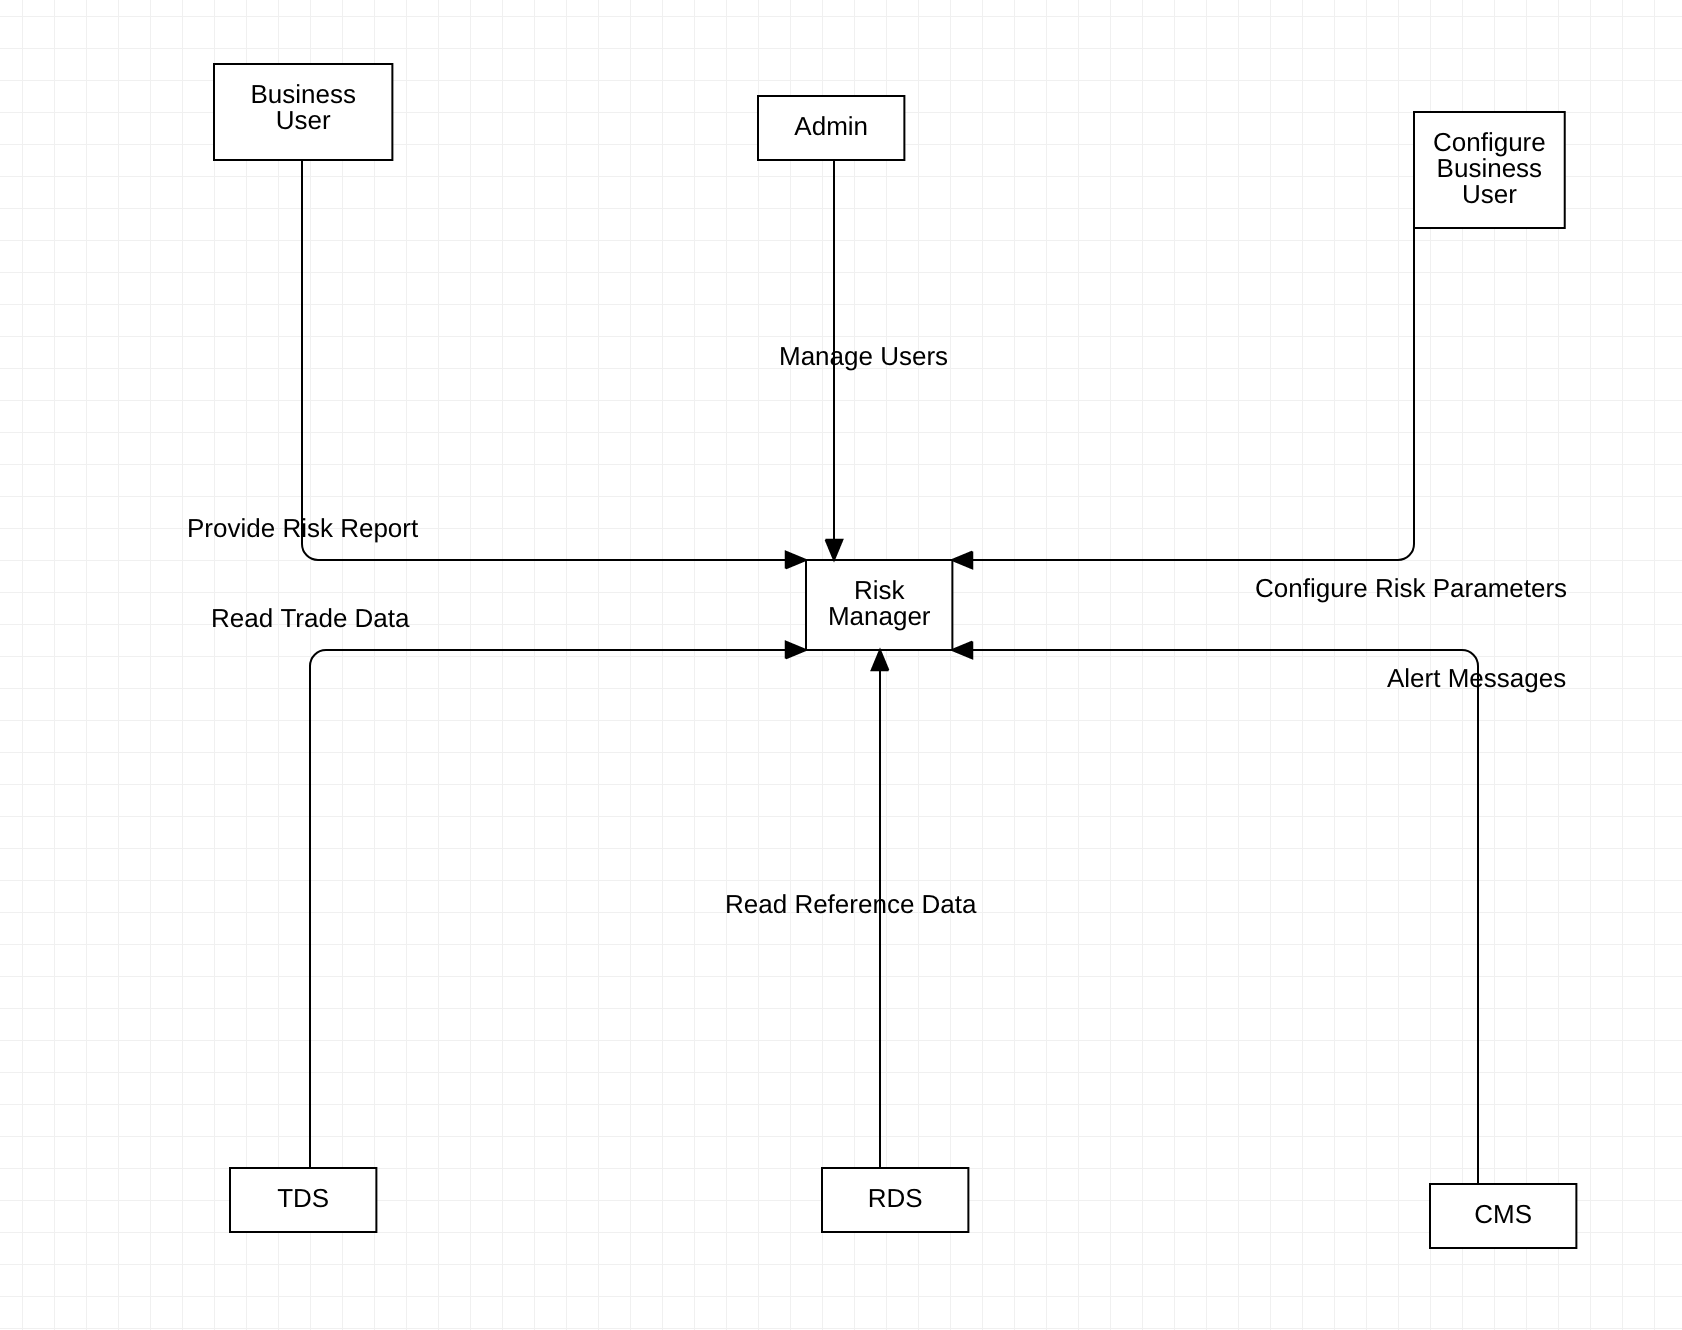 Business
User
Admin
Configure
Business
User
Manage Users
Provide Risk Report
Risk
Manager
Configure Risk Parameters
Read Trade Data
Alert Messages
Read Reference Data
TDS
RDS
CMS